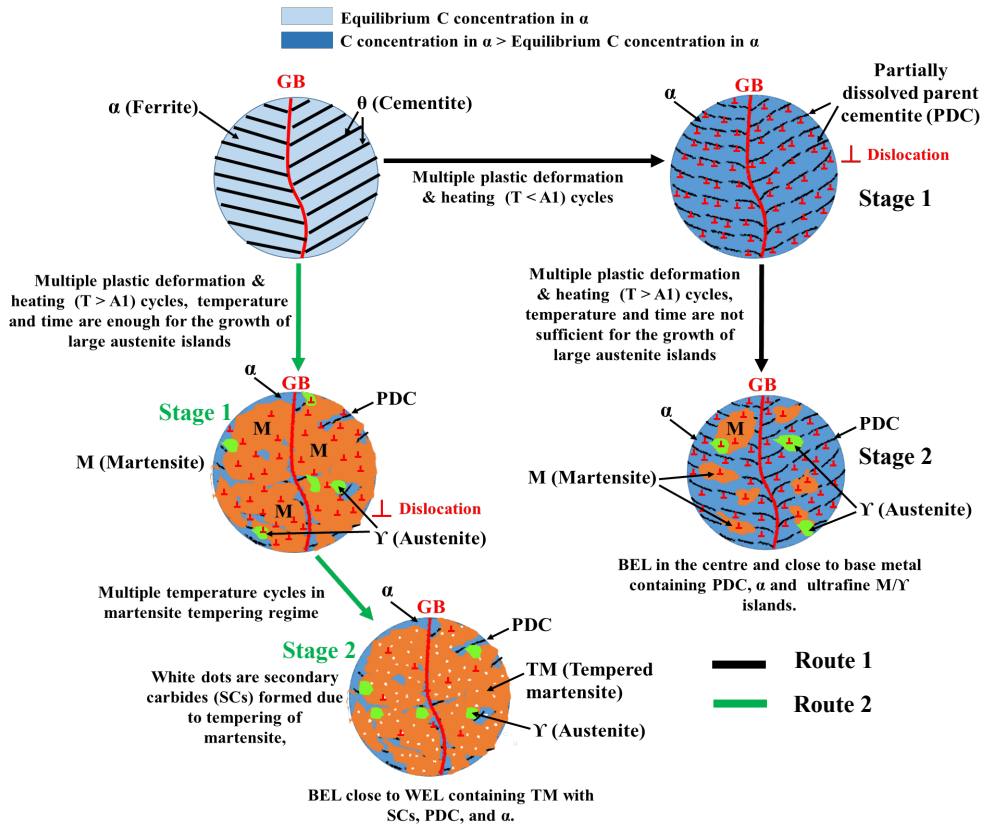 Equilibrium C concentration in α
C concentration in α > Equilibrium C concentration in α
GB
α (Ferrite)
θ (Cementite)
Multiple plastic deformation
& heating (T < A1) cycles
GB
α
Partially
dissolved parent
cementite (PDC)
⊥ Dislocation
Stage 1
Multiple plastic deformation &
heating (T > A1) cycles, temperature
and time are enough for the growth of
large austenite islands
Multiple plastic deformation
& heating (T > A1) cycles,
temperature and time are not
sufficient for the growth of
large austenite islands
Stage 1
α
GB
PDC
M
M
M
M (Martensite)
⊥ Dislocation
ϒ (Austenite)
GB
α
PDC
M
Stage 2
M (Martensite)
ϒ (Austenite)
BEL in the centre and close to base metal
containing PDC, α and ultrafine M/ϒ
islands.
Multiple temperature cycles in
martensite tempering regime
Stage 2
α
GB
PDC
White dots are secondary
carbides (SCs) formed due
to tempering of
martensite,
TM (Tempered
martensite)
ϒ (Austenite)
BEL close to WEL containing TM with
SCs, PDC, and α.
Route 1
Route 2